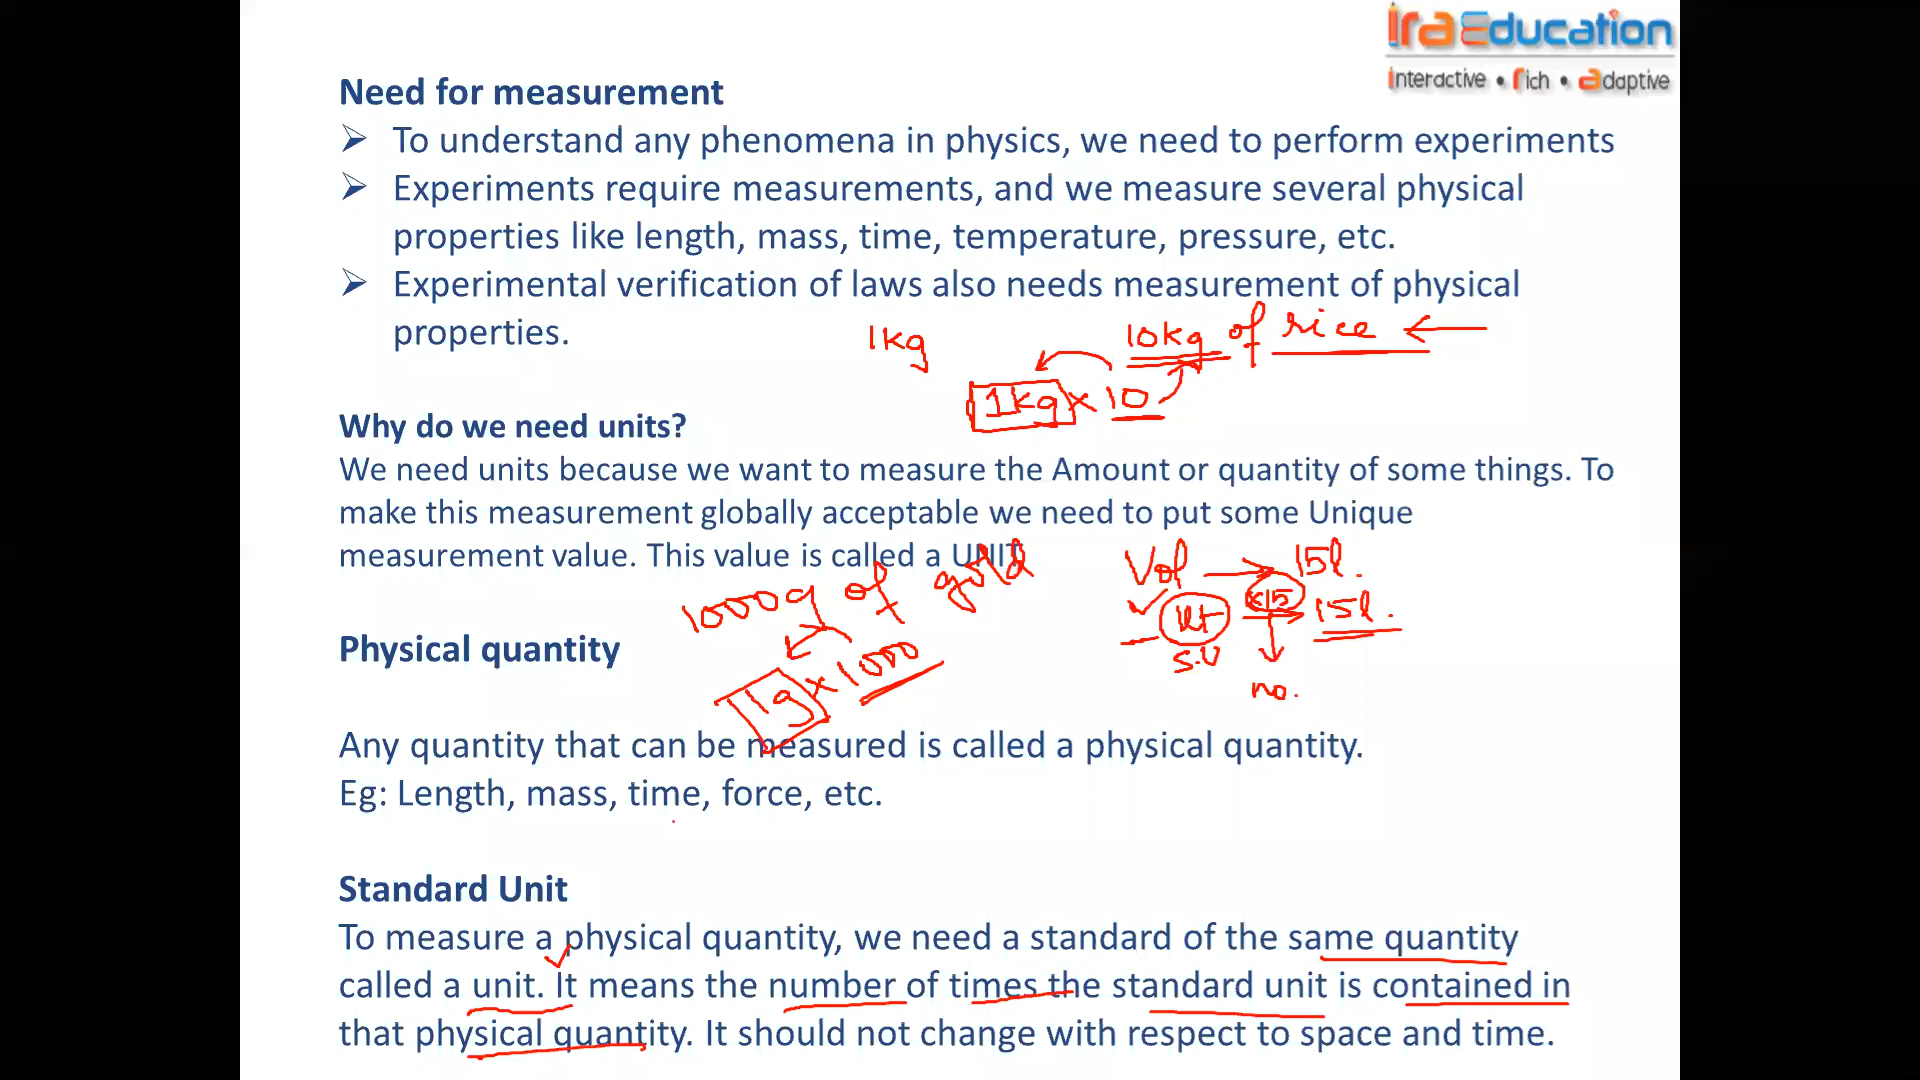 Ira Education
interactive • rich • adaptive
Need for measurement
➢ To understand any phenomena in physics, we need to perform experiments
➢ Experiments require measurements, and we measure several physical
properties like length, mass, time, temperature, pressure, etc.
➢ Experimental verification of laws also needs measurement of physical
properties.
1kg
10kg of rice
1kg × 10
Why do we need units?
We need units because we want to measure the Amount or quantity of some things. To
make this measurement globally acceptable we need to put some Unique
measurement value. This value is called a UNIT
1000g of gold
1g × 1000
Vol → 15l.
1lt ×15 → 15l.
S.U
no.
Physical quantity
Any quantity that can be measured is called a physical quantity.
Eg: Length, mass, time, force, etc.
Standard Unit
To measure a physical quantity, we need a standard of the same quantity
called a unit. It means the number of times the standard unit is contained in
that physical quantity. It should not change with respect to space and time.